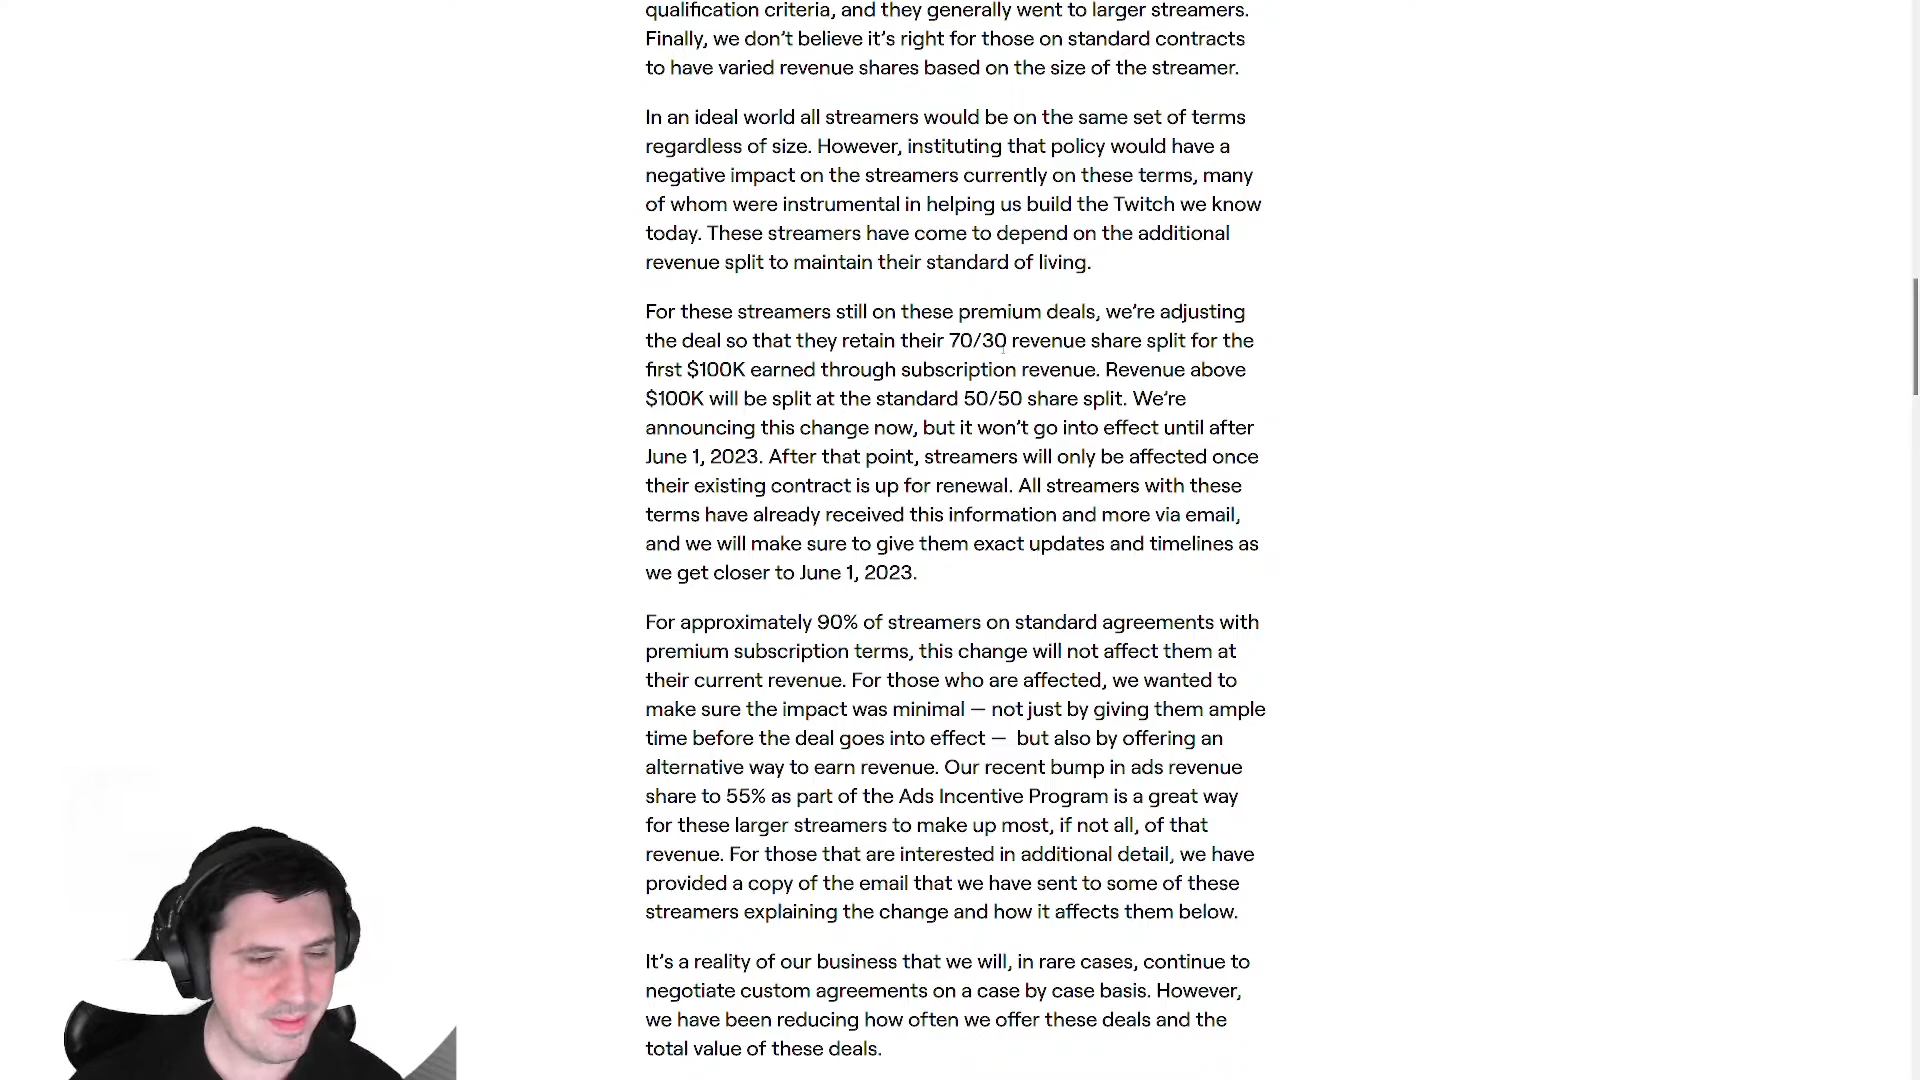 qualification criteria, and they generally went to larger streamers.
Finally, we don’t believe it’s right for those on standard contracts
to have varied revenue shares based on the size of the streamer.
In an ideal world all streamers would be on the same set of terms
regardless of size. However, instituting that policy would have a
negative impact on the streamers currently on these terms, many
of whom were instrumental in helping us build the Twitch we know
today. These streamers have come to depend on the additional
revenue split to maintain their standard of living.
For these streamers still on these premium deals, we’re adjusting
the deal so that they retain their 70/30 revenue share split for the
first $100K earned through subscription revenue. Revenue above
$100K will be split at the standard 50/50 share split. We’re
announcing this change now, but it won’t go into effect until after
June 1, 2023. After that point, streamers will only be affected once
their existing contract is up for renewal. All streamers with these
terms have already received this information and more via email,
and we will make sure to give them exact updates and timelines as
we get closer to June 1, 2023.
For approximately 90% of streamers on standard agreements with
premium subscription terms, this change will not affect them at
their current revenue. For those who are affected, we wanted to
make sure the impact was minimal — not just by giving them ample
time before the deal goes into effect — but also by offering an
alternative way to earn revenue. Our recent bump in ads revenue
share to 55% as part of the Ads Incentive Program is a great way
for these larger streamers to make up most, if not all, of that
revenue. For those that are interested in additional detail, we have
provided a copy of the email that we have sent to some of these
streamers explaining the change and how it affects them below.
It’s a reality of our business that we will, in rare cases, continue to
negotiate custom agreements on a case by case basis. However,
we have been reducing how often we offer these deals and the
total value of these deals.